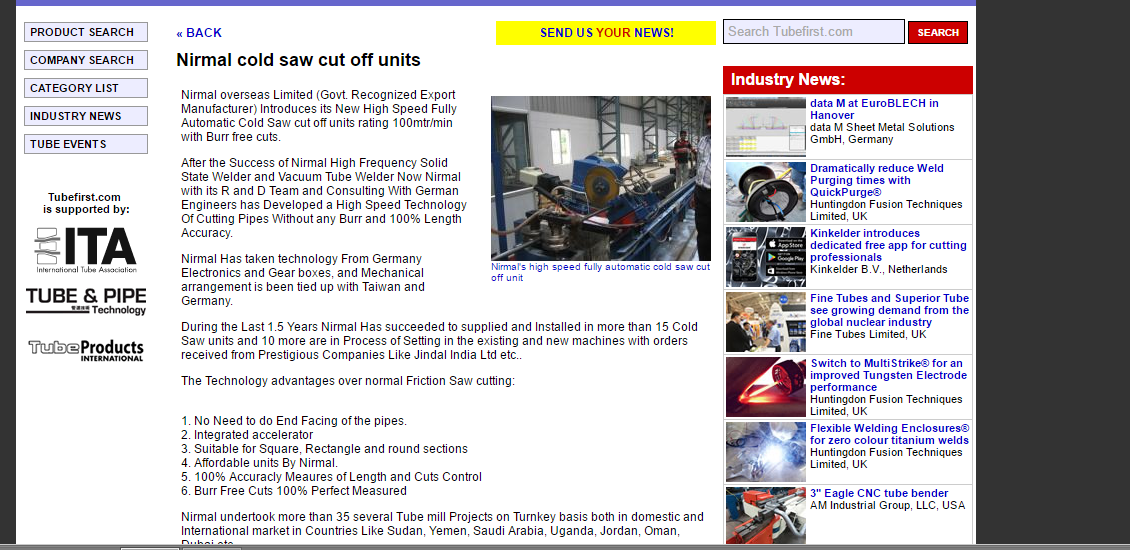 PRODUCT SEARCH
COMPANY SEARCH
CATEGORY LIST
INDUSTRY NEWS
TUBE EVENTS
Tubefirst.com
is supported by:
ITA
International Tube Association
TUBE & PIPE
Technology
TubeProducts
INTERNATIONAL
« BACK
SEND US YOUR NEWS!
Nirmal cold saw cut off units
Nirmal overseas Limited (Govt. Recognized Export
Manufacturer) Introduces its New High Speed Fully
Automatic Cold Saw cut off units rating 100mtr/min
with Burr free cuts.
After the Success of Nirmal High Frequency Solid
State Welder and Vacuum Tube Welder Now Nirmal
with its R and D Team and Consulting With German
Engineers has Developed a High Speed Technology
Of Cutting Pipes Without any Burr and 100% Length
Accuracy.
Nirmal Has taken technology From Germany
Electronics and Gear boxes, and Mechanical
arrangement is been tied up with Taiwan and
Germany.
Nirmal's high speed fully automatic cold saw cut
off unit
During the Last 1.5 Years Nirmal Has succeeded to supplied and Installed in more than 15 Cold
Saw units and 10 more are in Process of Setting in the existing and new machines with orders
received from Prestigious Companies Like Jindal India Ltd etc..
The Technology advantages over normal Friction Saw cutting:
1. No Need to do End Facing of the pipes.
2. Integrated accelerator
3. Suitable for Square, Rectangle and round sections
4. Affordable units By Nirmal.
5. 100% Accuracly Meaures of Length and Cuts Control
6. Burr Free Cuts 100% Perfect Measured
Nirmal undertook more than 35 several Tube mill Projects on Turnkey basis both in domestic and
International market in Countries Like Sudan, Yemen, Saudi Arabia, Uganda, Jordan, Oman,
Dubai etc
Search Tubefirst.com
SEARCH
Industry News:
data M at EuroBLECH in
Hanover
data M Sheet Metal Solutions
GmbH, Germany
Dramatically reduce Weld
Purging times with
QuickPurge®
Huntingdon Fusion Techniques
Limited, UK
App Store
Google Play
Kinkelder introduces
dedicated free app for cutting
professionals
Kinkelder B.V., Netherlands
Fine Tubes and Superior Tube
see growing demand from the
global nuclear industry
Fine Tubes Limited, UK
Switch to MultiStrike® for an
improved Tungsten Electrode
performance
Huntingdon Fusion Techniques
Limited, UK
Flexible Welding Enclosures®
for zero colour titanium welds
Huntingdon Fusion Techniques
Limited, UK
3" Eagle CNC tube bender
AM Industrial Group, LLC, USA